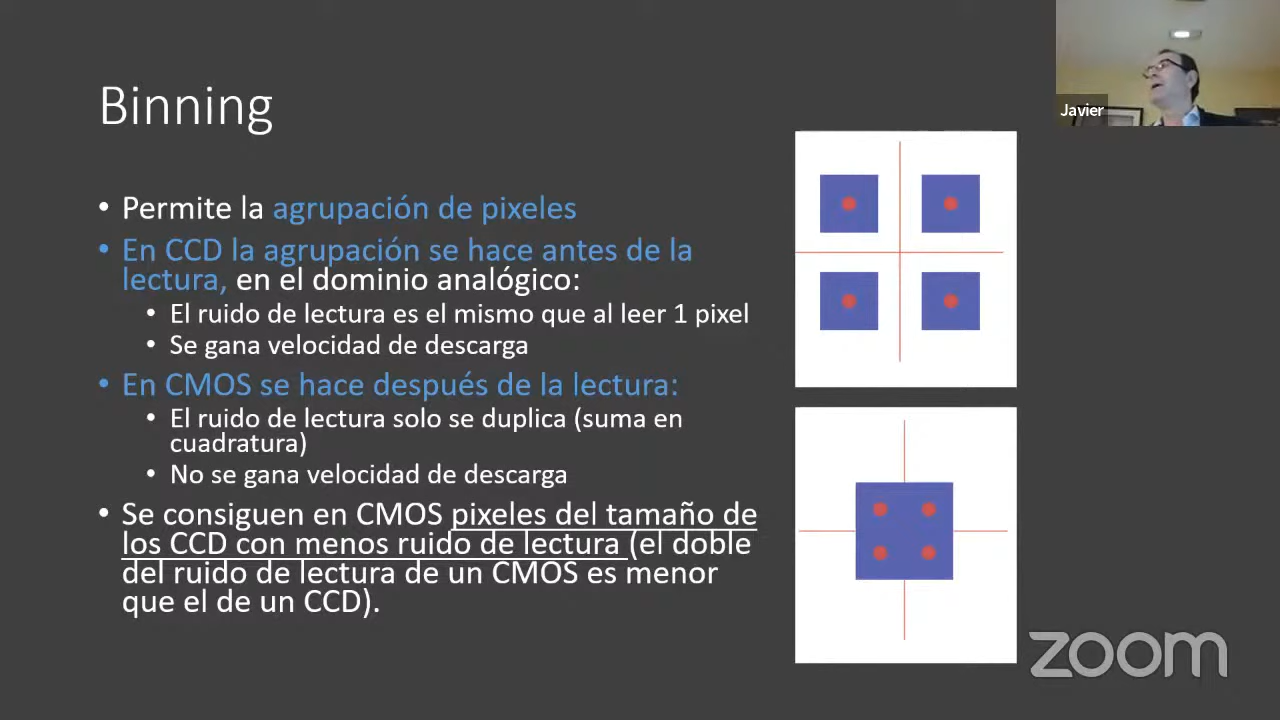 Binning
Javier
• Permite la agrupación de pixeles
• En CCD la agrupación se hace antes de la
lectura, en el dominio analógico:
• El ruido de lectura es el mismo que al leer 1 pixel
• Se gana velocidad de descarga
• En CMOS se hace después de la lectura:
• El ruido de lectura solo se duplica (suma en
cuadratura)
• No se gana velocidad de descarga
• Se consiguen en CMOS pixeles del tamaño de
los CCD con menos ruido de lectura (el doble
del ruido de lectura de un CMOS es menor
que el de un CCD).
zoom